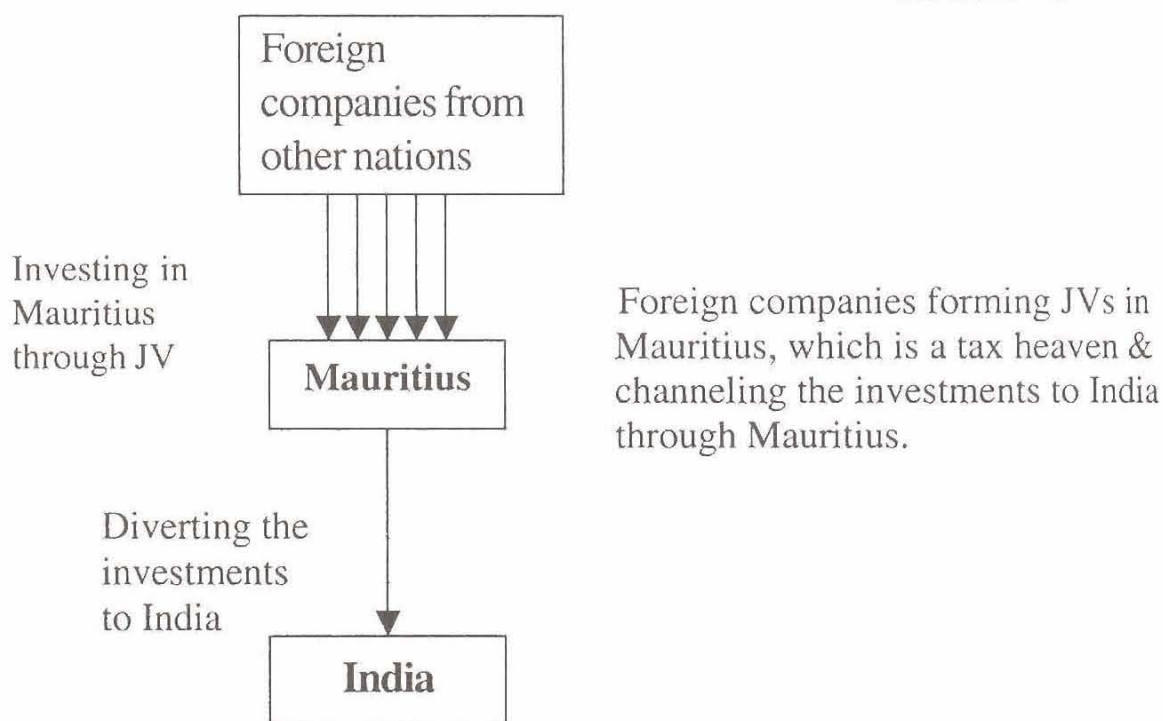 Foreign
companies from
other nations
Investing in
Mauritius
through JV
Mauritius
Foreign companies forming JVs in
Mauritius, which is a tax heaven &
channeling the investments to India
through Mauritius.
Diverting the
investments
to India
India